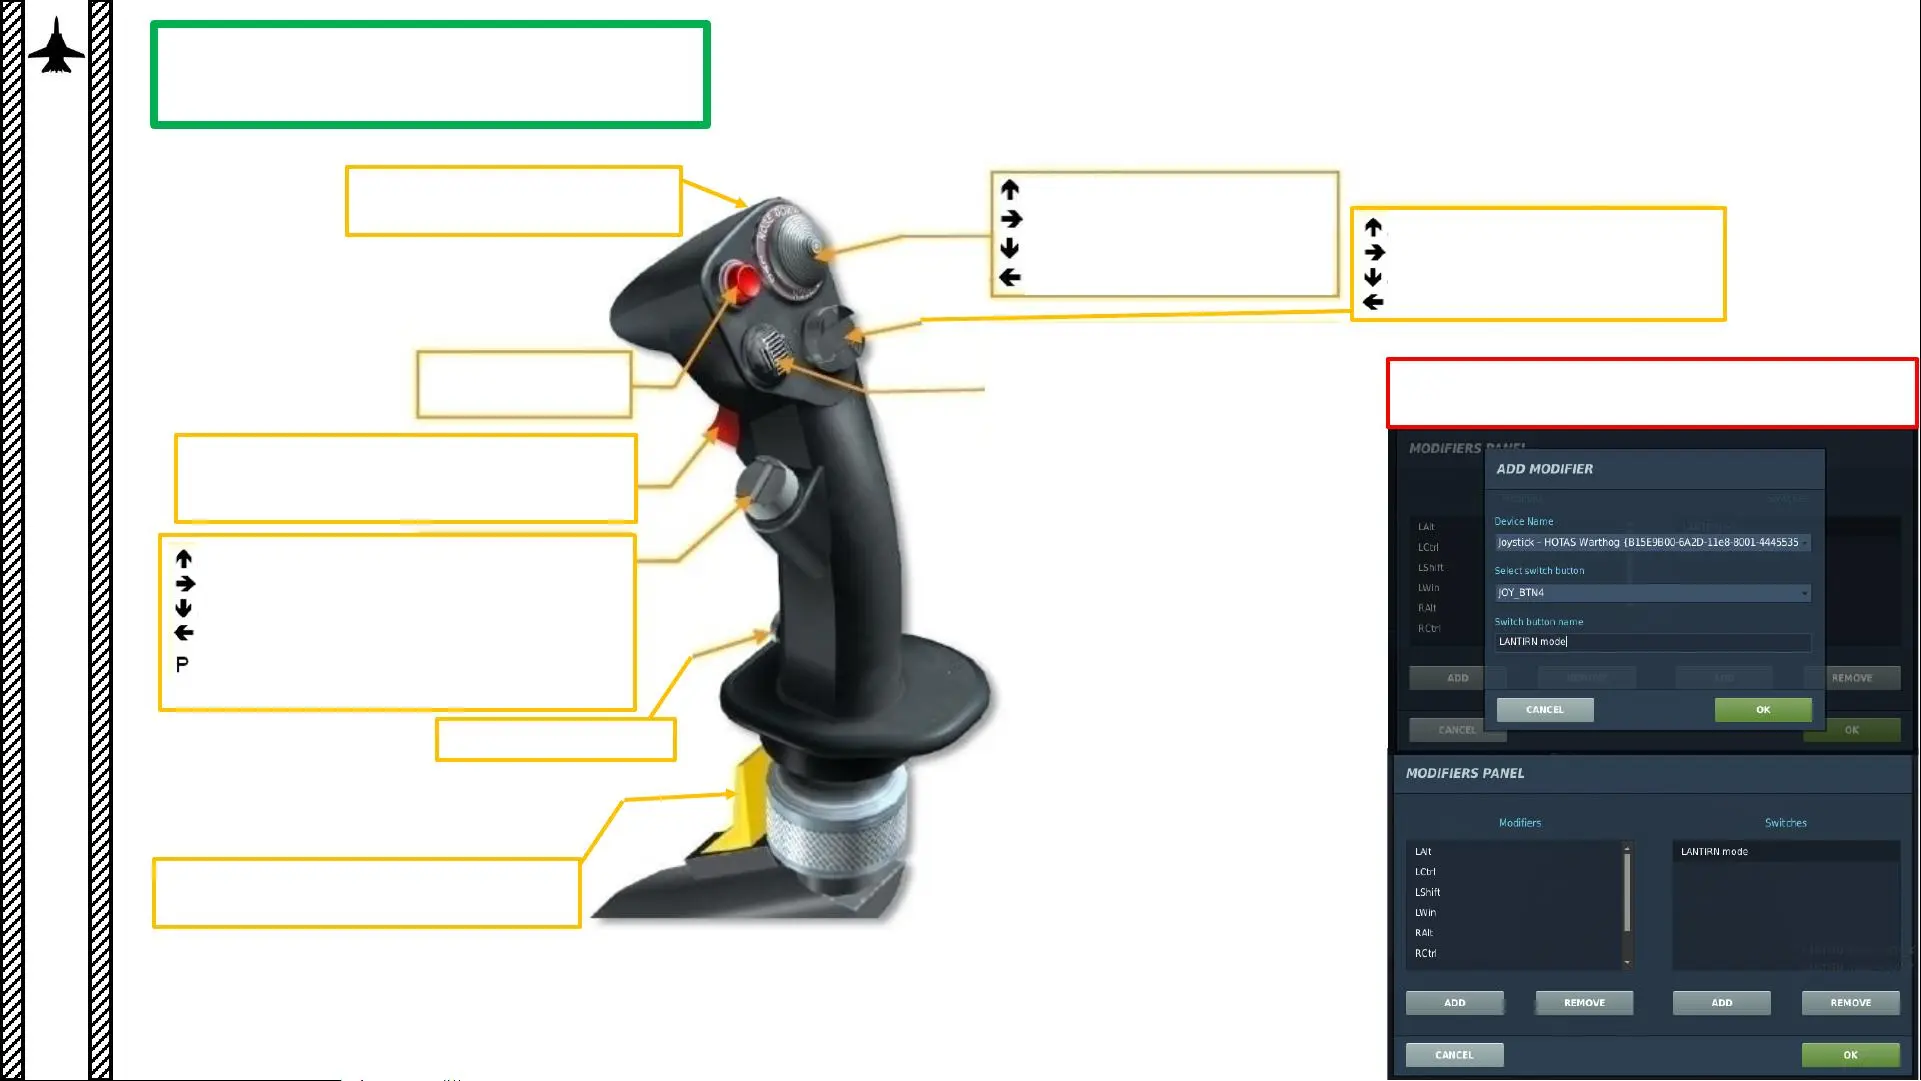 P
MODIFIERS PANEL
ADD MODIFIER
Device Name
LAlt
Joystick - HOTAS Warthog {B15E9B00-6A2D-11e8-8001-4445535
LCtrl
LShift
Select switch button
LWin
JOY_BTN4
RAlt
Switch button name
RCtrl
LANTIRN mode
ADD
REMOVE
CANCEL
OK
CANCEL
OK
MODIFIERS PANEL
Modifiers
Switches
LAlt
LANTIRN mode
LCtrl
LShift
LWin
RAlt
RCtrl
ADD
REMOVE
ADD
REMOVE
CANCEL
OK